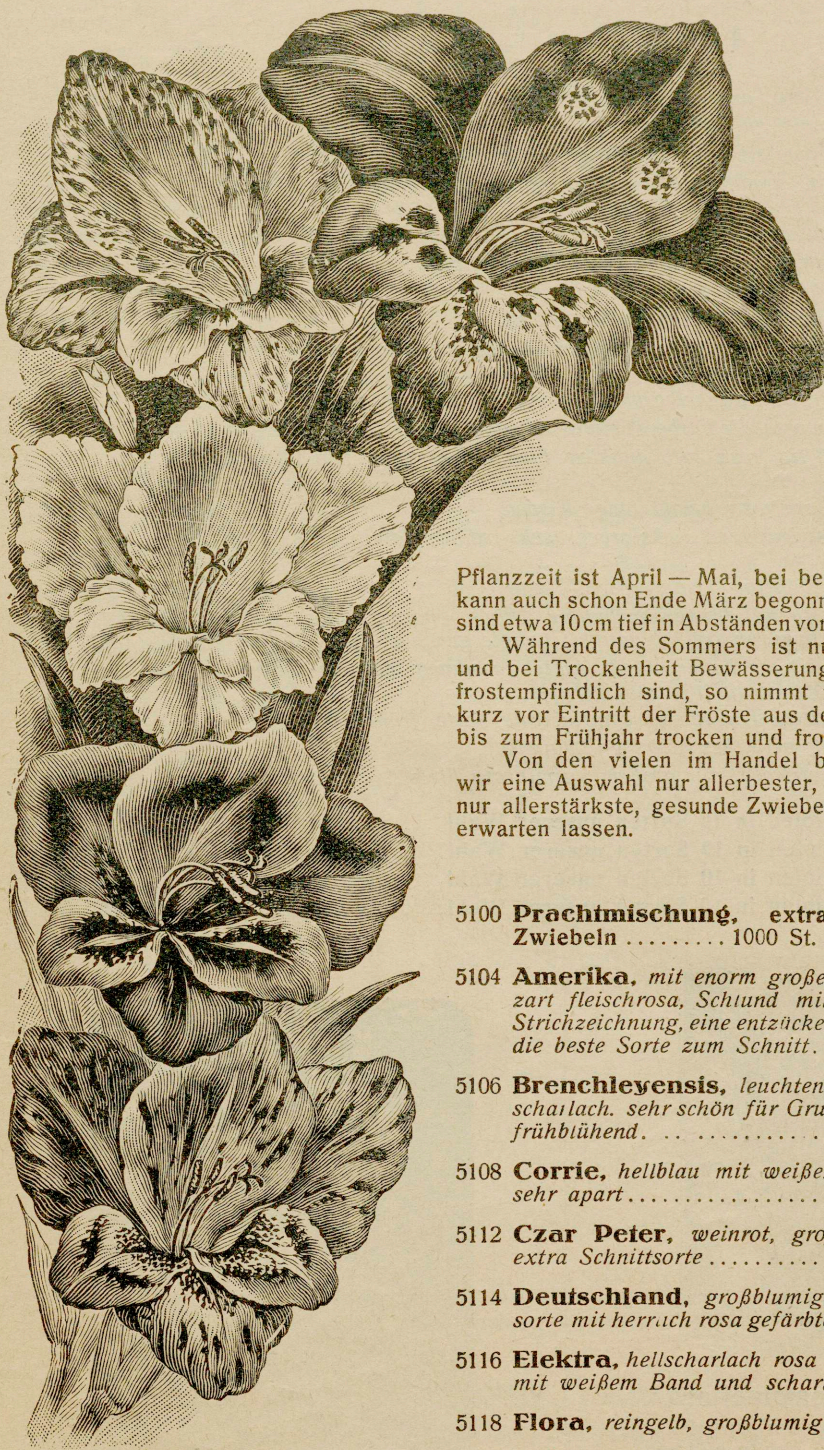 Pflanzzeit ist April — Mai, bei be
kann auch schon Ende März begonn
sind etwa 10 cm tief in Abständen von
Während des Sommers ist nu
und bei Trockenheit Bewässerung
frostempfindlich sind, so nimmt
kurz vor Eintritt der Fröste aus de
bis zum Frühjahr trocken und fro
Von den vielen im Handel b
wir eine Auswahl nur allerbester,
nur allerstärkste, gesunde Zwiebe
erwarten lassen.
5100 Prachtmischung, extra
Zwiebeln ......... 1000 St.
5104 Amerika, mit enorm große
zart fleischrosa, Schlund mi
Strichzeichnung, eine entzücke
die beste Sorte zum Schnitt.
5106 Brenchleyensis, leuchten
scharlach. sehr schön für Gru
frühblühend. .. ............
5108 Corrie, hellblau mit weiße
sehr apart..................
5112 Czar Peter, weinrot, gro
extra Schnittsorte ..........
5114 Deutschland, großblumig
sorte mit herrlich rosa gefärbt
5116 Elektra, hellscharlach rosa
mit weißem Band und schar
5118 Flora, reingelb, großblumig